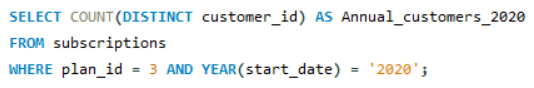 SELECT COUNT(DISTINCT customer_id) AS Annual_customers_2020
FROM subscriptions
WHERE plan_id = 3 AND YEAR(start_date) = '2020';